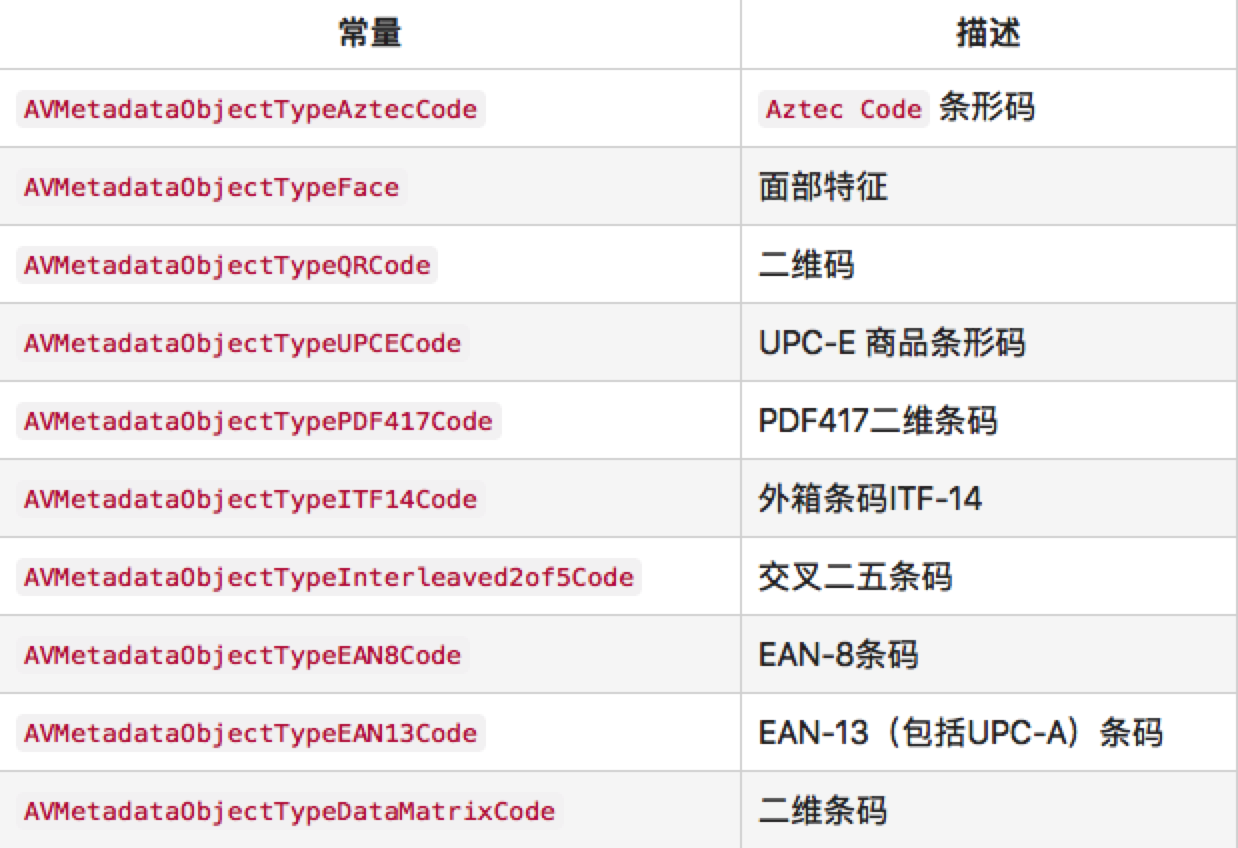 常量 描述
AVMetadataObjectTypeAztecCode Aztec Code 条形码
AVMetadataObjectTypeFace 面部特征
AVMetadataObjectTypeQRCode 二维码
AVMetadataObjectTypeUPCECode UPC-E 商品条形码
AVMetadataObjectTypePDF417Code PDF417二维条码
AVMetadataObjectTypeITF14Code 外箱条码ITF-14
AVMetadataObjectTypeInterleaved2of5Code 交叉二五条码
AVMetadataObjectTypeEAN8Code EAN-8条码
AVMetadataObjectTypeEAN13Code EAN-13（包括UPC-A）条码
AVMetadataObjectTypeDataMatrixCode 二维条码